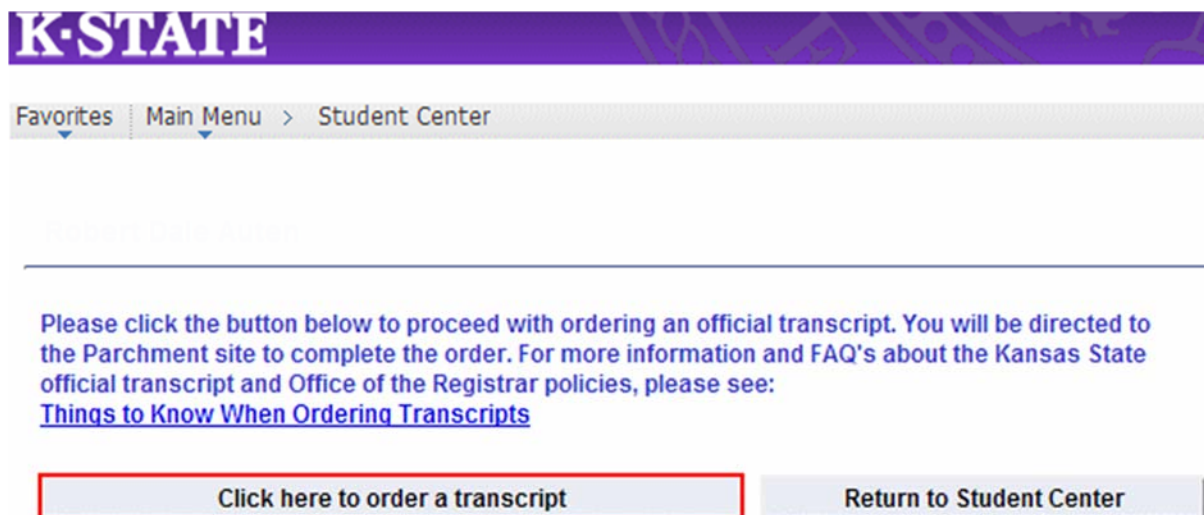 K-STATE
Favorites Main Menu > Student Center
Please click the button below to proceed with ordering an official transcript. You will be directed to
the Parchment site to complete the order. For more information and FAQ's about the Kansas State
official transcript and Office of the Registrar policies, please see:
Things to Know When Ordering Transcripts
Click here to order a transcript Return to Student Center